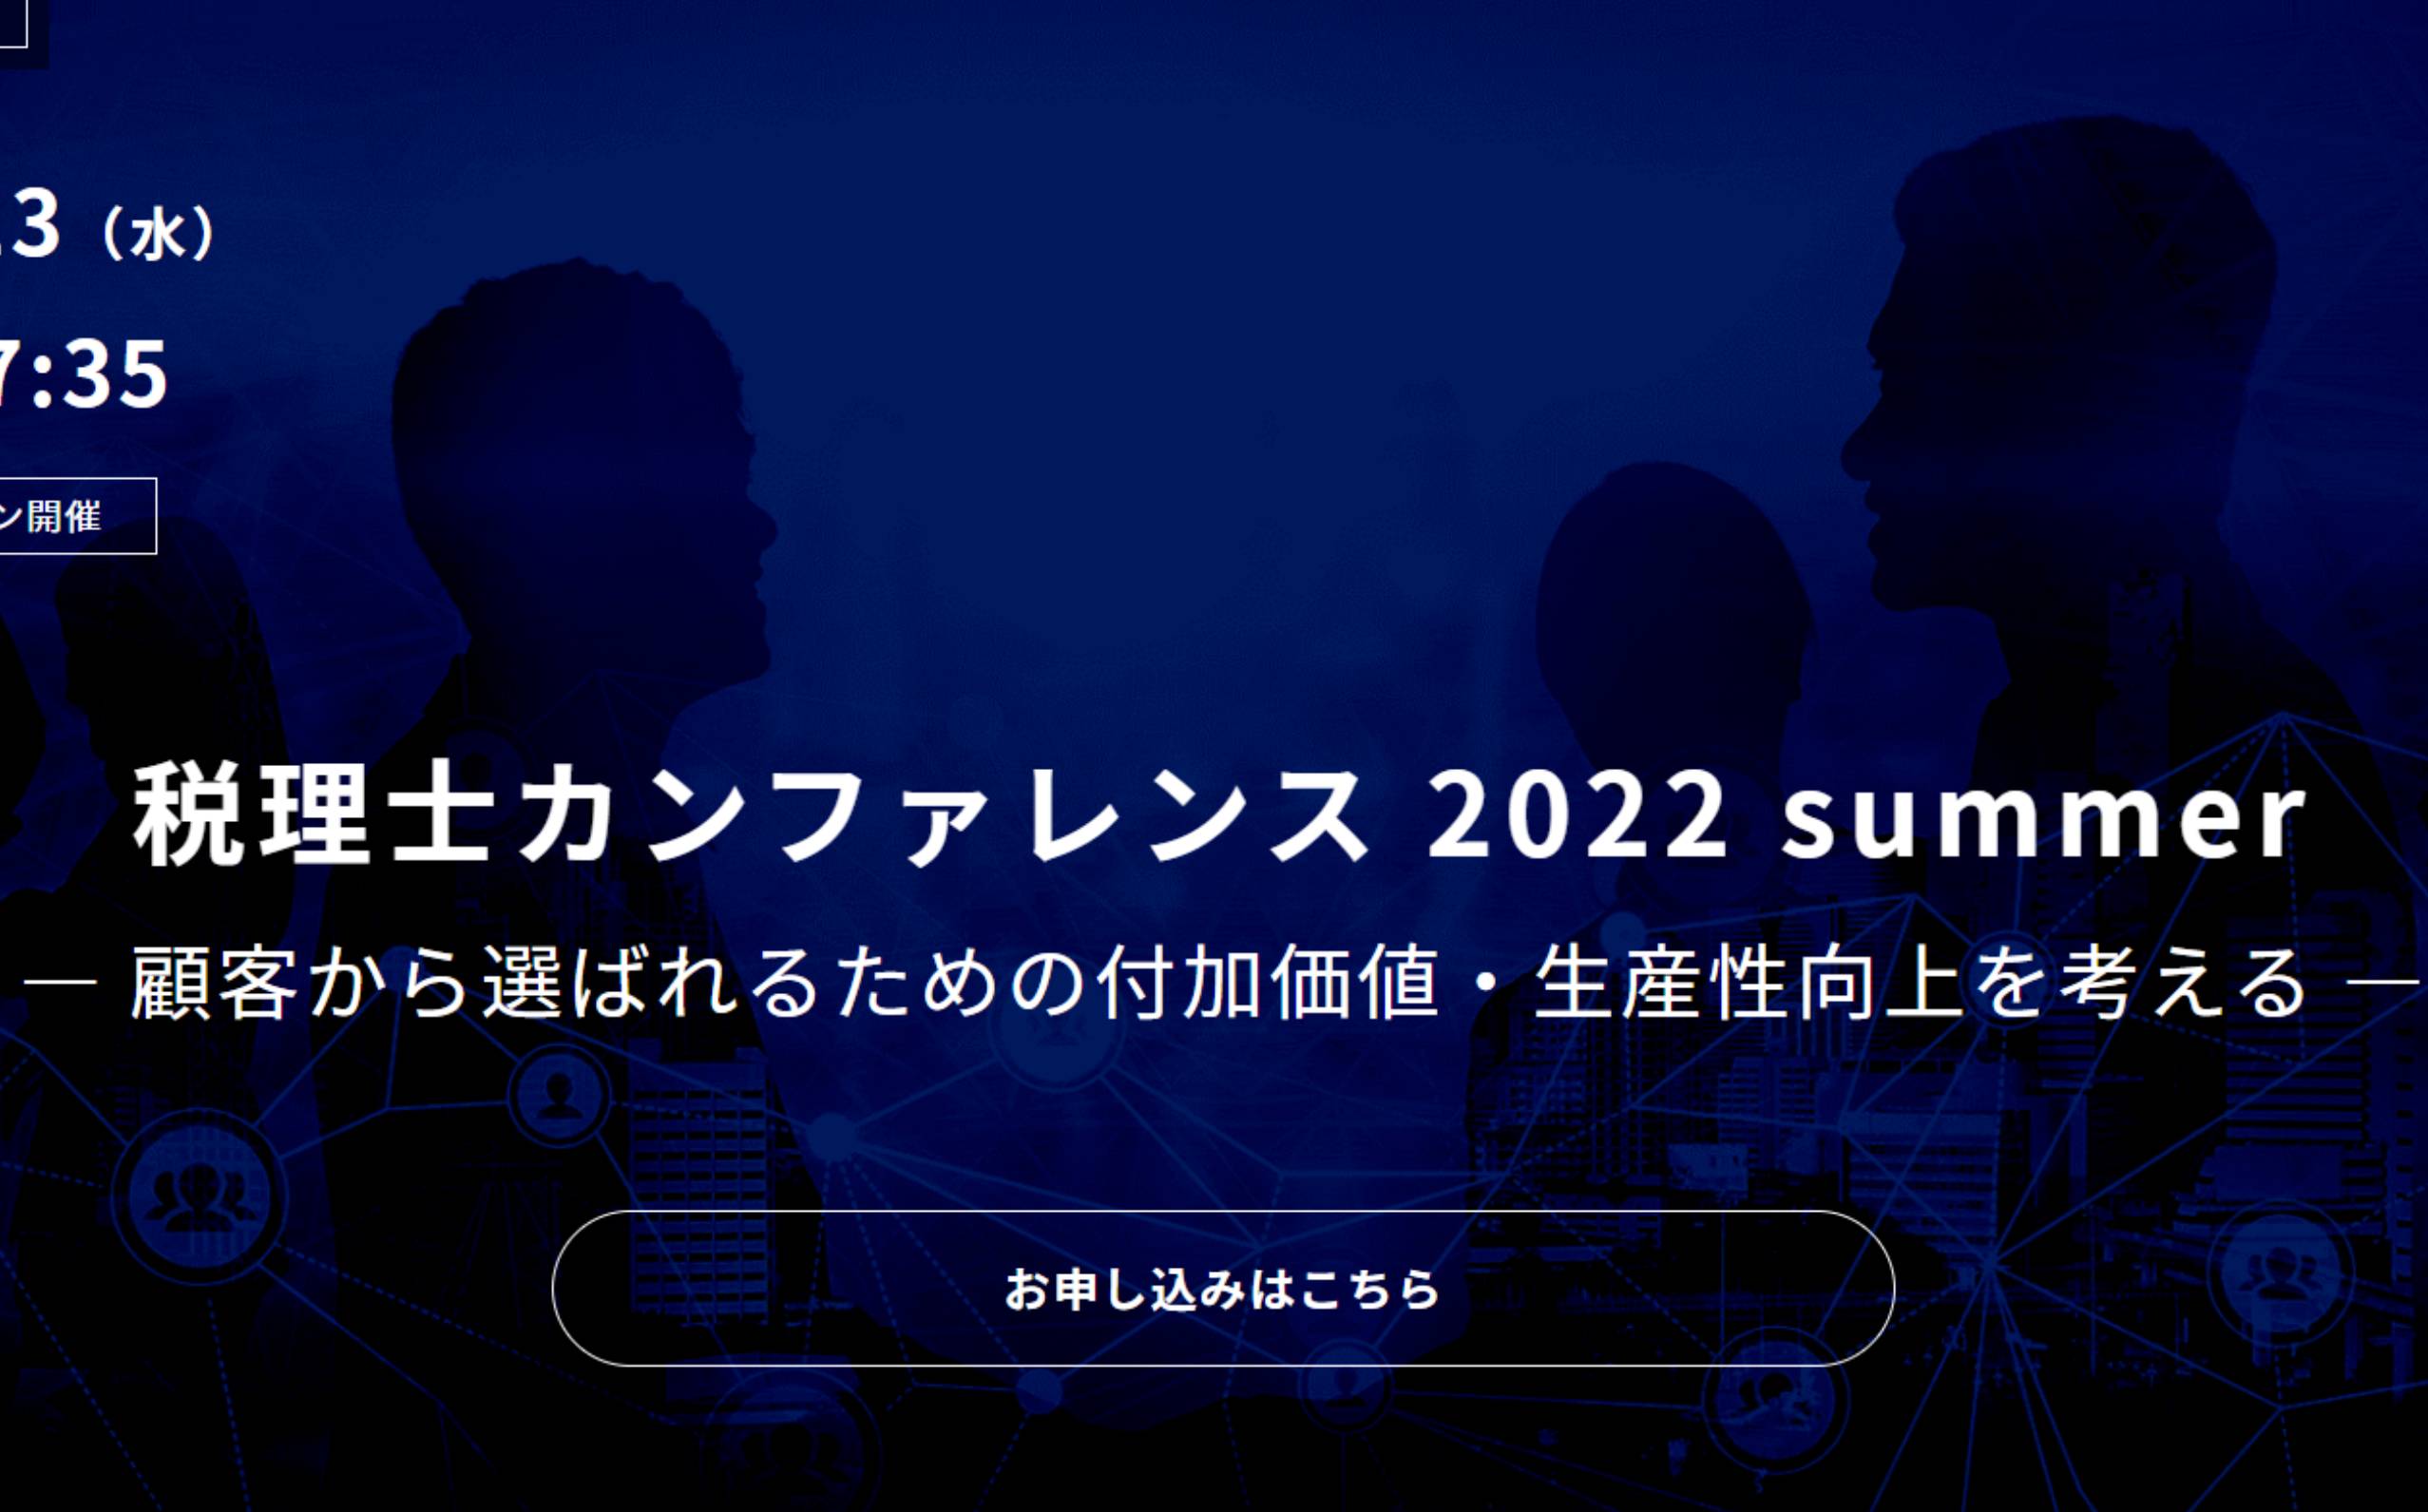 3（水）
7:35
ン開催
税理士カンファレンス 2022 summer
― 顧客から選ばれるための付加価値・生産性向上を考える ―
お申し込みはこちら